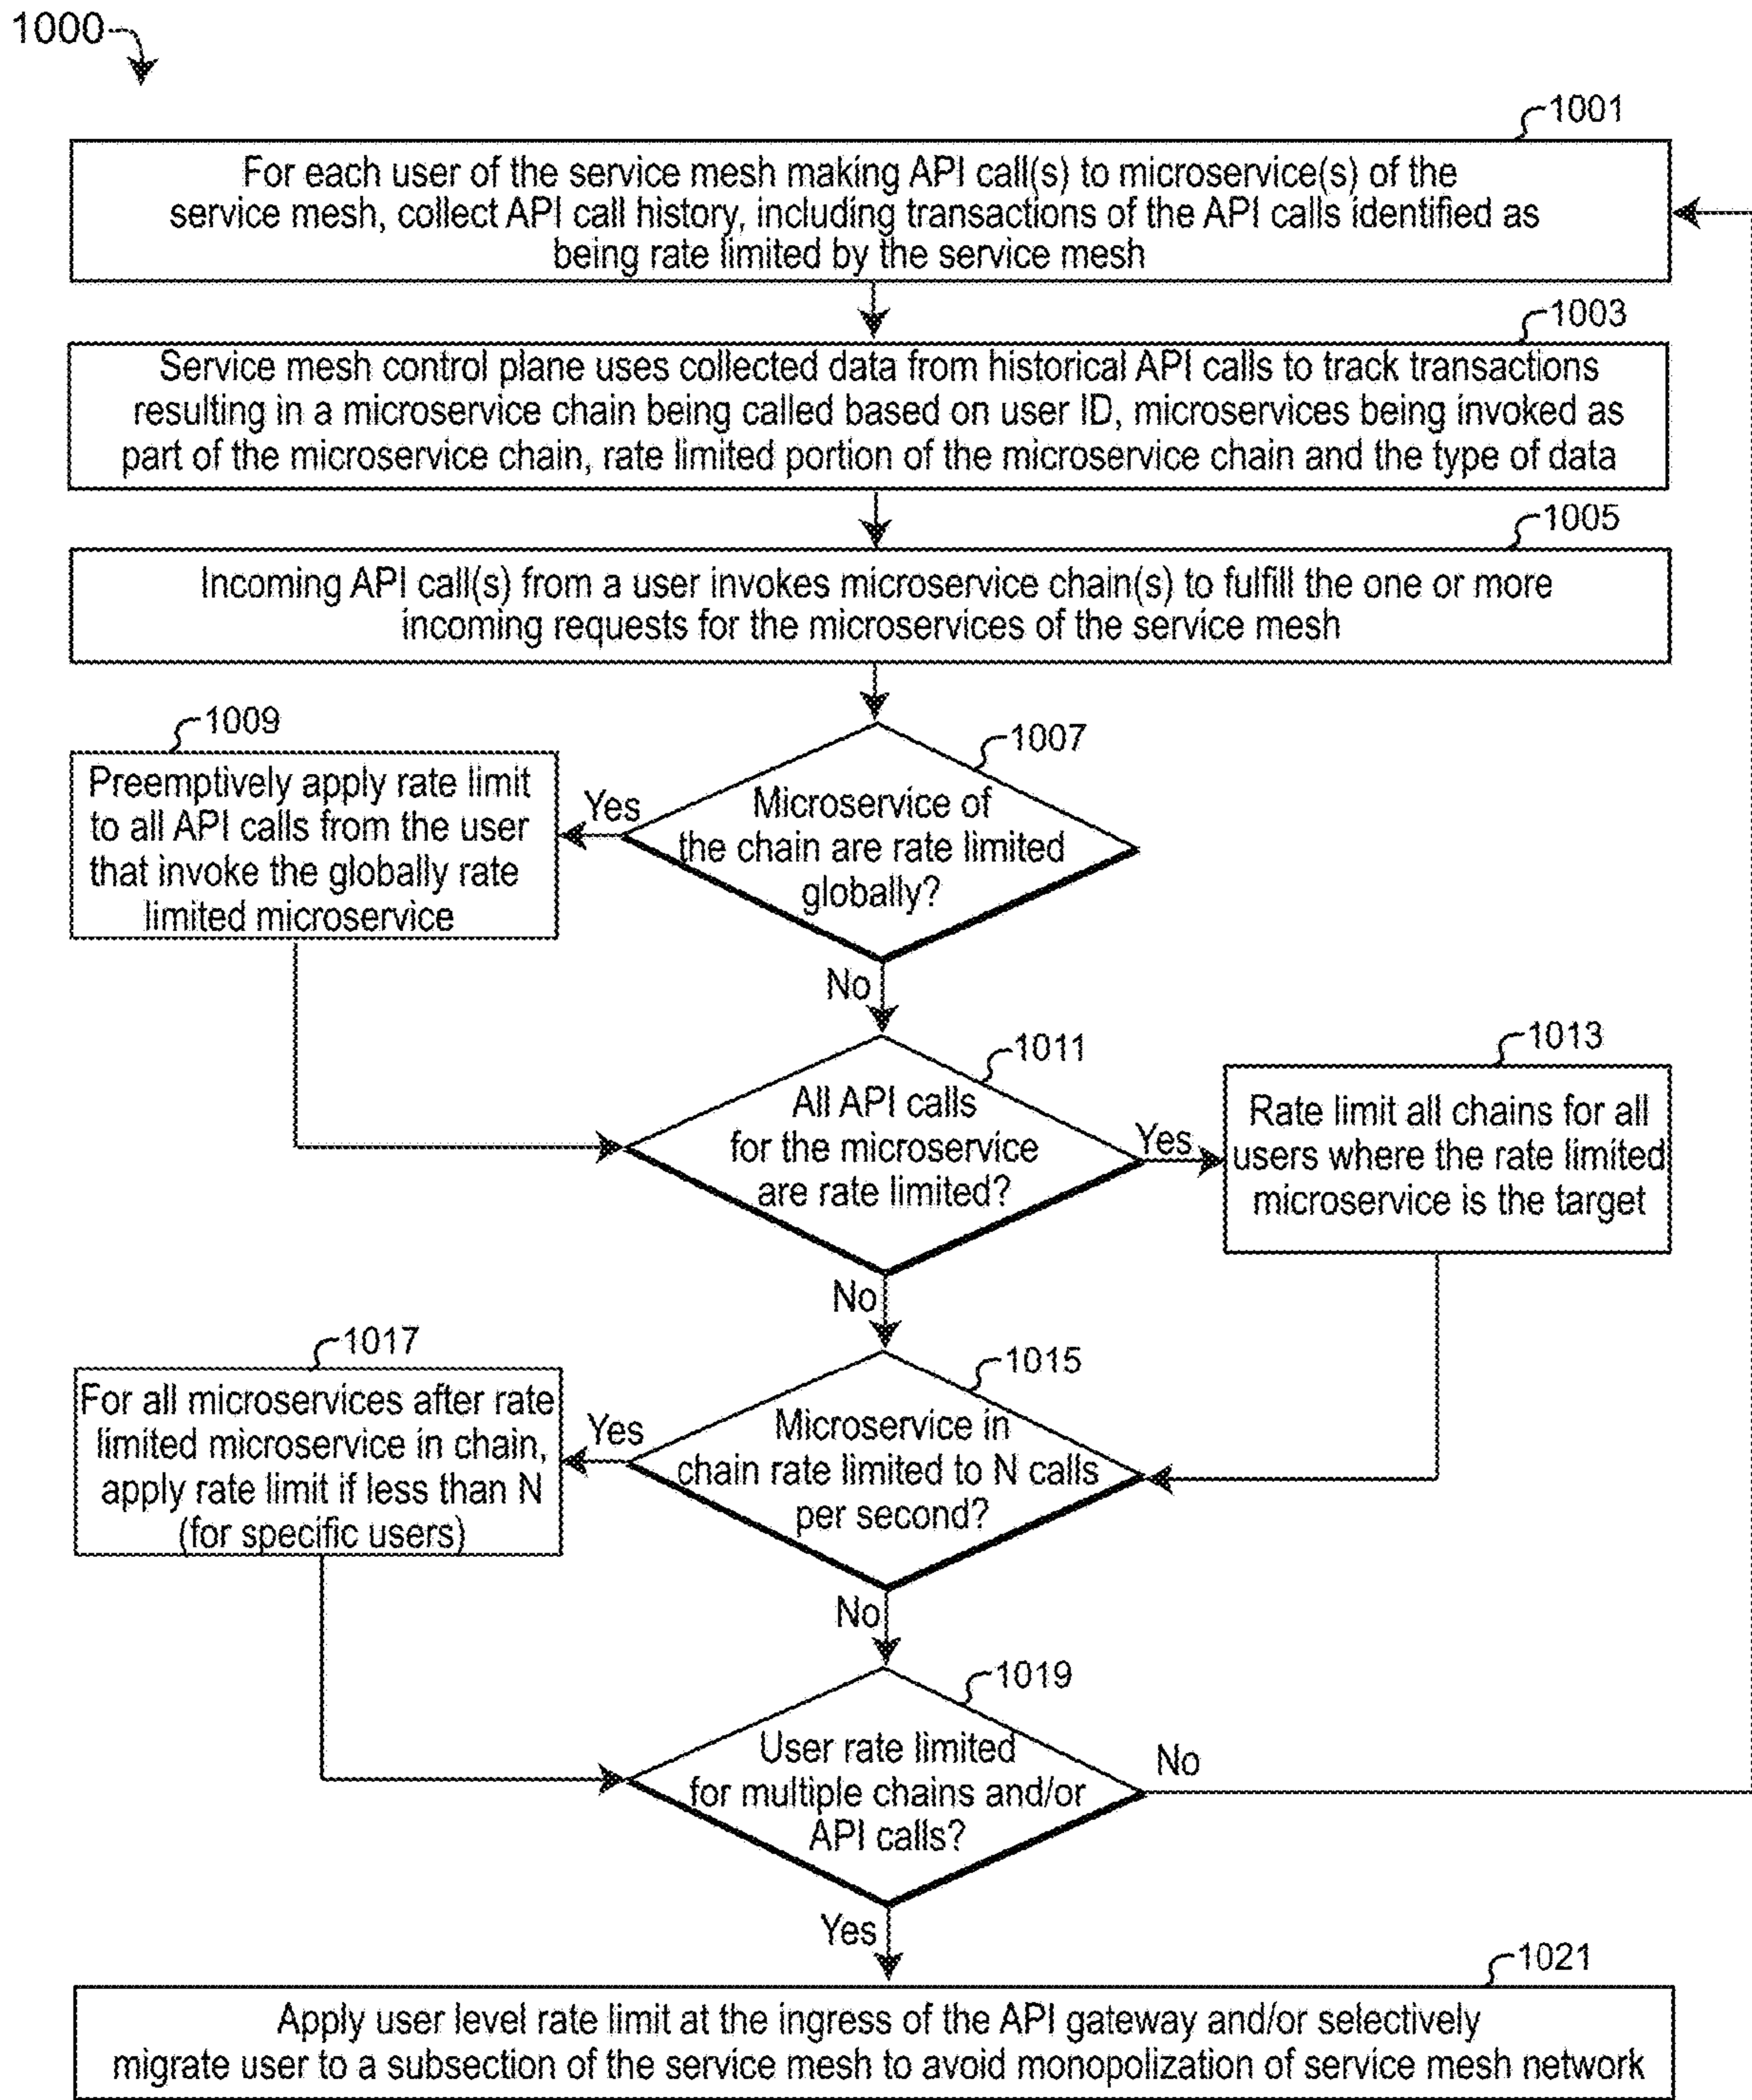 1000
1001
For each user of the service mesh making API call(s) to microservice(s) of the
service mesh, collect API call history, including transactions of the API calls identified as
being rate limited by the service mesh
1003
Service mesh control plane uses collected data from historical API calls to track transactions
resulting in a microservice chain being called based on user ID, microservices being invoked as
part of the microservice chain, rate limited portion of the microservice chain and the type of data
1005
Incoming API call(s) from a user invokes microservice chain(s) to fulfill the one or more
incoming requests for the microservices of the service mesh
1009
Preemptively apply rate limit
to all API calls from the user
that invoke the globally rate
limited microservice
Yes
1007
Microservice of
the chain are rate limited
globally?
No
1011
All API calls
for the microservice
are rate limited?
Yes
1013
Rate limit all chains for all
users where the rate limited
microservice is the target
No
1017
For all microservices after rate
limited microservice in chain,
apply rate limit if less than N
(for specific users)
Yes
1015
Microservice in
chain rate limited to N calls
per second?
No
1019
User rate limited
for multiple chains and/or
API calls?
No
Yes
1021
Apply user level rate limit at the ingress of the API gateway and/or selectively
migrate user to a subsection of the service mesh to avoid monopolization of service mesh network